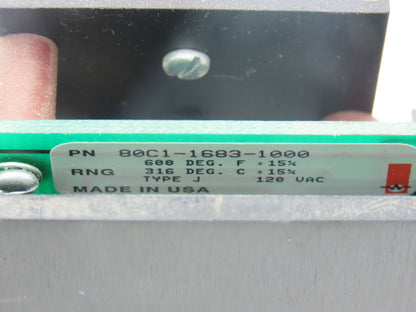 PN 80C1-1683-1000
600 DEG. F ±15%
RNG 316 DEG. C ±15%
TYPE J 120 VAC
MADE IN USA